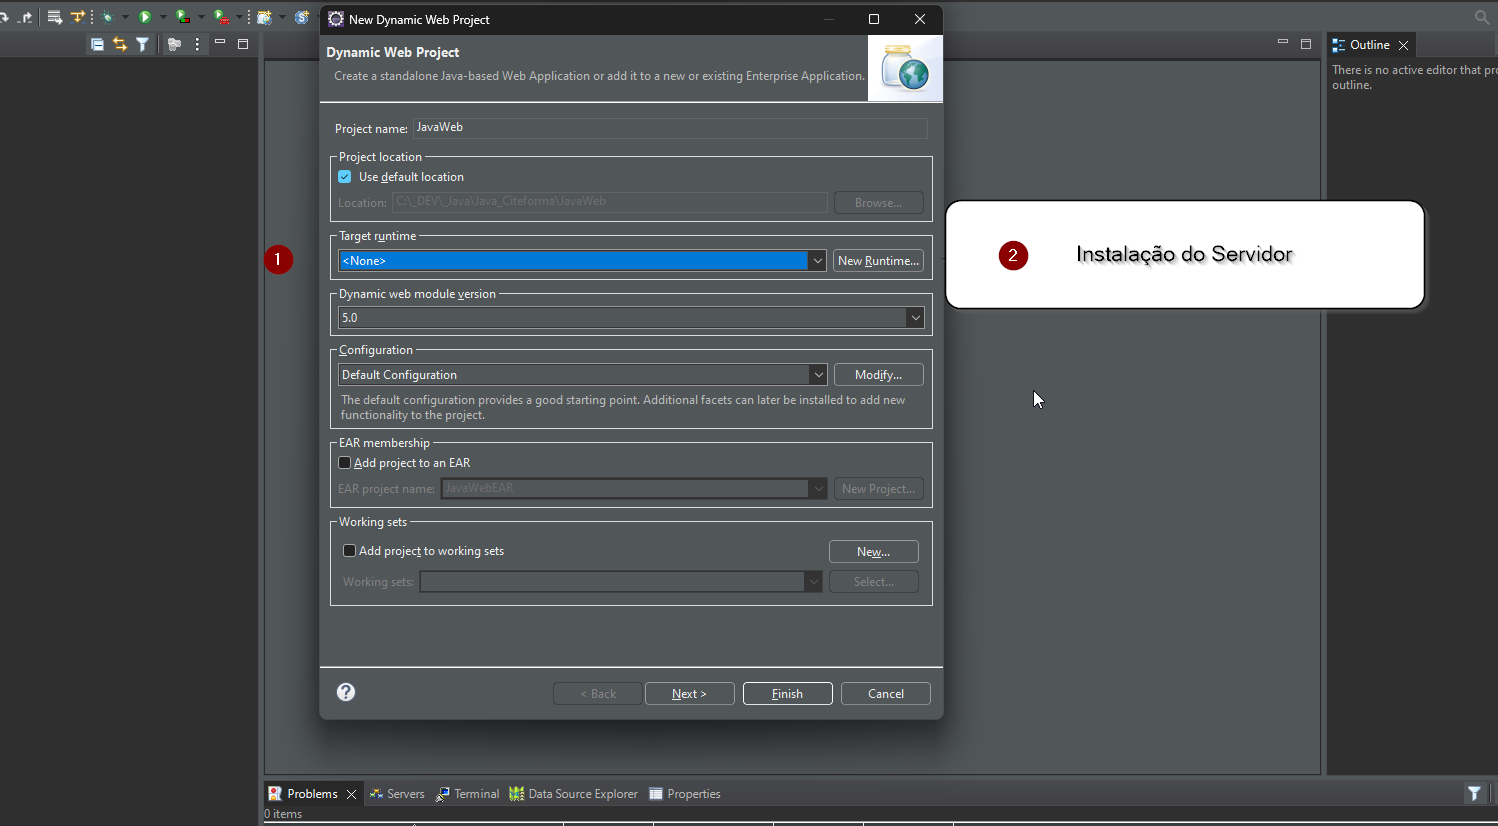 New Dynamic Web Project
Dynamic Web Project
Create a standalone Java-based Web Application or add it to a new or existing Enterprise Application.
Project name: JavaWeb
Project location
Use default location
Location: C:\_DEV\_Java\Java_Citeforma\JavaWeb Browse...
Target runtime
1 <None> New Runtime...
2 Instalação do Servidor
Dynamic web module version
5.0
Configuration
Default Configuration Modify...
The default configuration provides a good starting point. Additional facets can later be installed to add new
functionality to the project.
EAR membership
Add project to an EAR
EAR project name: JavaWebEAR New Project...
Working sets
Add project to working sets New...
Working sets: Select...
? < Back Next > Finish Cancel
Outline
There is no active editor that pro
outline.
Problems Servers Terminal Data Source Explorer Properties
0 items